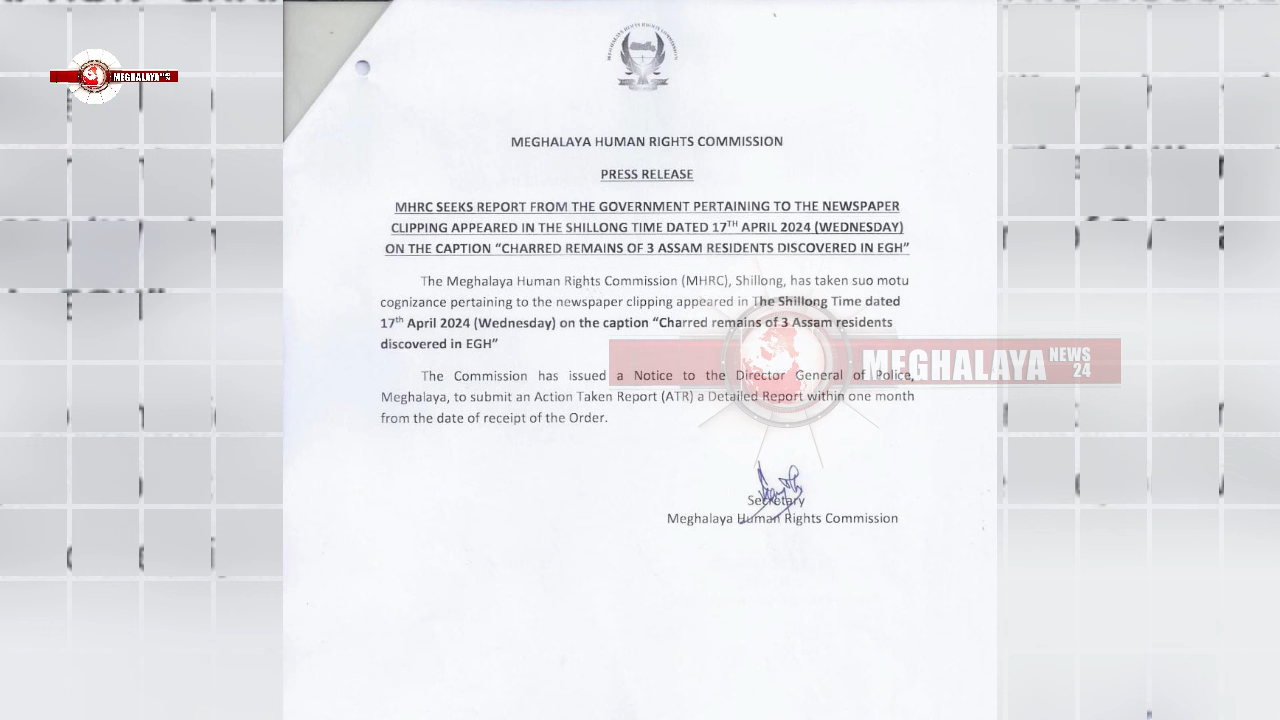 MEGHALAYA HUMAN RIGHTS COMMISSION
MEGHALAYA
MEGHALAYA HUMAN RIGHTS COMMISSION
PRESS RELEASE
MHRC SEEKS REPORT FROM THE GOVERNMENT PERTAINING TO THE NEWSPAPER
CLIPPING APPEARED IN THE SHILLONG TIME DATED 17TH APRIL 2024 (WEDNESDAY)
ON THE CAPTION “CHARRED REMAINS OF 3 ASSAM RESIDENTS DISCOVERED IN EGH”
The Meghalaya Human Rights Commission (MHRC), Shillong, has taken suo motu
cognizance pertaining to the newspaper clipping appeared in The Shillong Time dated
17th April 2024 (Wednesday) on the caption “Charred remains of 3 Assam residents
discovered in EGH”
The Commission has issued a Notice to the Director General of Police,
Meghalaya, to submit an Action Taken Report (ATR) a Detailed Report within one month
from the date of receipt of the Order.
MEGHALAYA NEWS 24
Secretary
Meghalaya Human Rights Commission